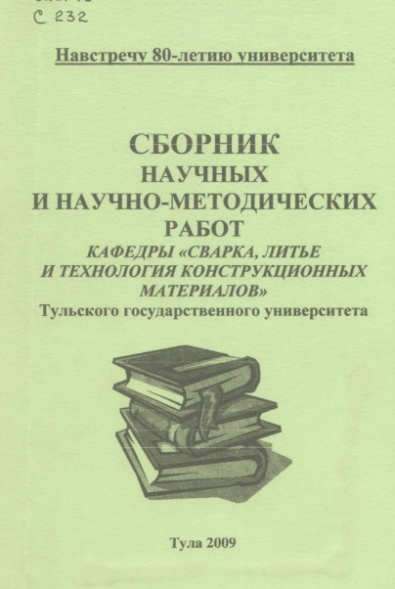 С 232
Навстречу 80-летию университета
СБОРНИК
НАУЧНЫХ
И НАУЧНО-МЕТОДИЧЕСКИХ
РАБОТ
КАФЕДРЫ «СВАРКА, ЛИТЬЕ
И ТЕХНОЛОГИЯ КОНСТРУКЦИОННЫХ
МАТЕРИАЛОВ»
Тульского государственного университета
Тула 2009